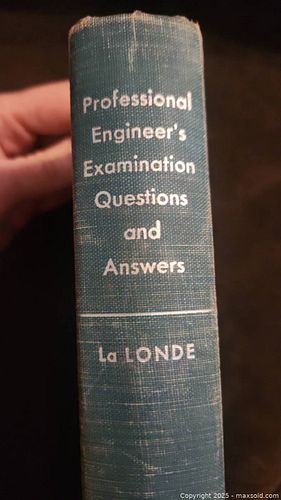 Professional
Engineer's
Examination
Questions
and
Answers
La LONDE
Copyright 2025 - maxsold.com